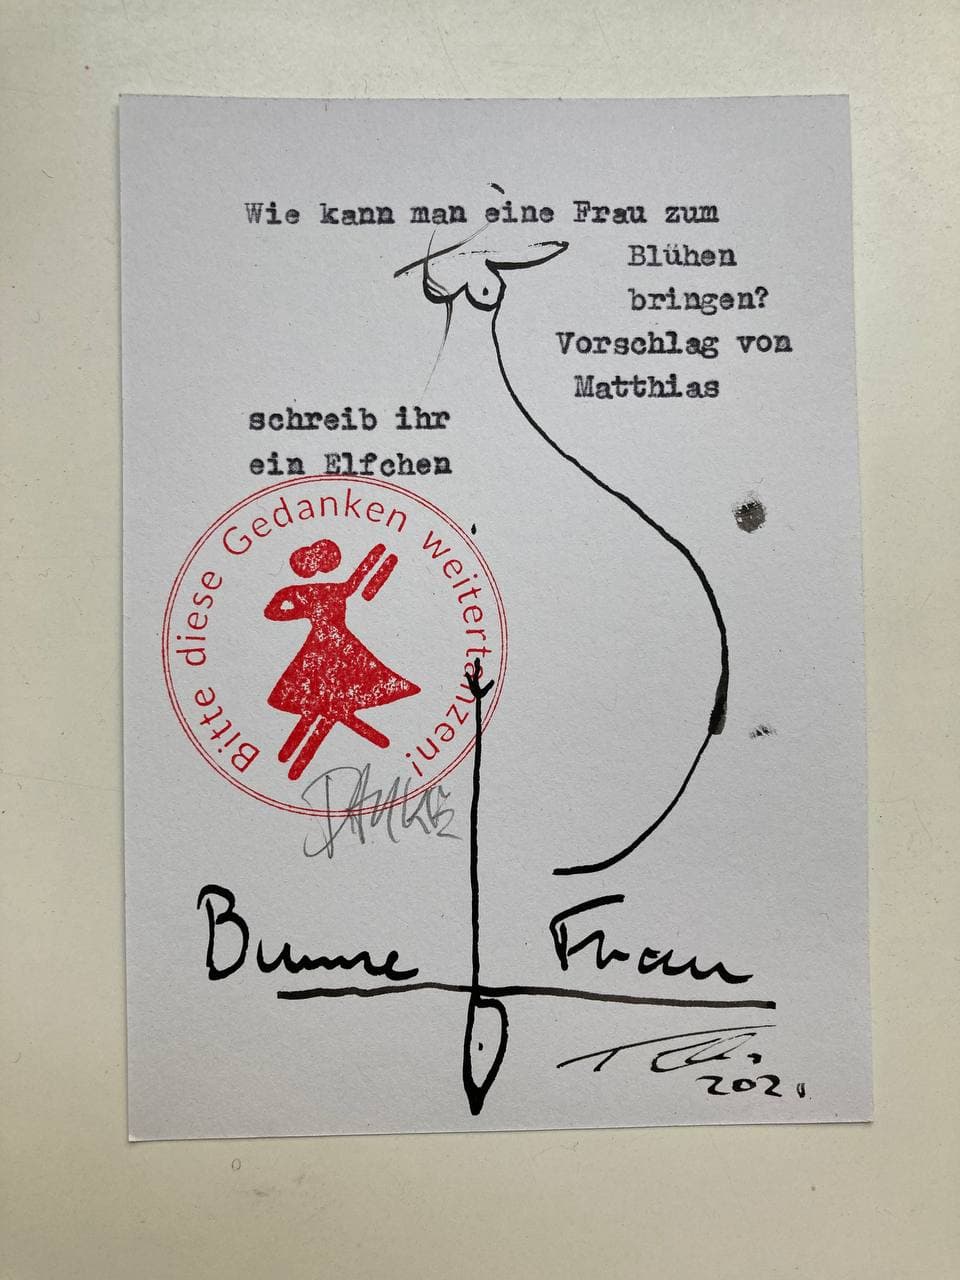 Wie kann man eine Frau zum
Blühen
bringen?
Vorschlag von
Matthias
schreib ihr
ein Elfchen
Bitte diese Gedanken weitertanzen!
DANKE
Frau